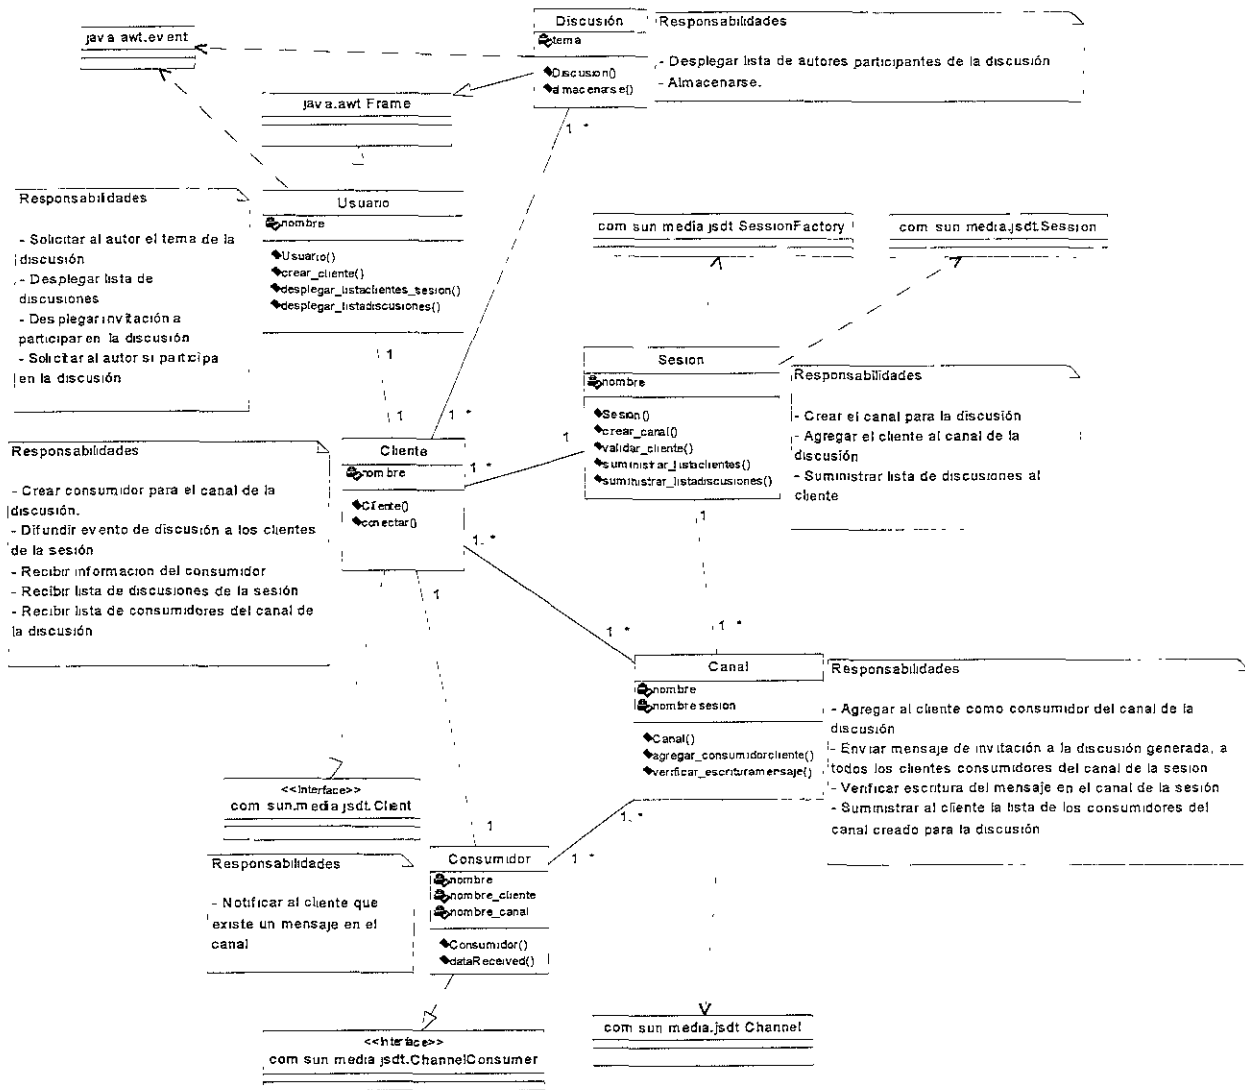 Discusión
tema
Discusion()
almacenarse()
Responsabilidades
- Desplegar lista de autores participantes de la discusión
- Almacenarse.
java awt.event
java.awt Frame
1 *
Responsabilidades
- Solicitar al autor el tema de la
discusión
- Desplegar lista de
discusiones
- Desplegar invitación a
participar en la discusión
- Solicitar al autor si participa
en la discusión
Usuario
nombre
Usuario()
crear_cliente()
desplegar_listaclientes_sesion()
desplegar_listadiscusiones()
com sun media jsdt SessionFactory
com sun media.jsdt.Session
1
1
1 *
Sesion
nombre
Sesion()
crear_canal()
validar_cliente()
suministrar_listaclientes()
suministrar_listadiscusiones()
Responsabilidades
- Crear el canal para la discusión
- Agregar el cliente al canal de la
discusión
- Suministrar lista de discusiones al
cliente
Responsabilidades
- Crear consumidor para el canal de la
discusión.
- Difundir evento de discusión a los clientes
de la sesión
- Recibir informacion del consumidor
- Recibir lista de discusiones de la sesión
- Recibir lista de consumidores del canal de
la discusión
Cliente
nombre
Cliente()
conectar()
1
1 *
1. *
1
1
1 *
1 *
Canal
nombre
nombre sesion
Canal()
agregar_consumidorcliente()
verificar_escrituramensaje()
Responsabilidades
- Agregar al cliente como consumidor del canal de la
discusión
- Enviar mensaje de invitación a la discusión generada, a
todos los clientes consumidores del canal de la sesion
- Verificar escritura del mensaje en el canal de la sesión
- Suministrar al cliente la lista de los consumidores del
canal creado para la discusión
<<Interface>>
com sun.media jsdt.Client
1
1. *
1 *
Responsabilidades
- Notificar al cliente que
existe un mensaje en el
canal
Consumidor
nombre
nombre_cliente
nombre_canal
Consumidor()
dataReceived()
<<Interface>>
com sun media jsdt.ChannelConsumer
com sun media.jsdt Channel